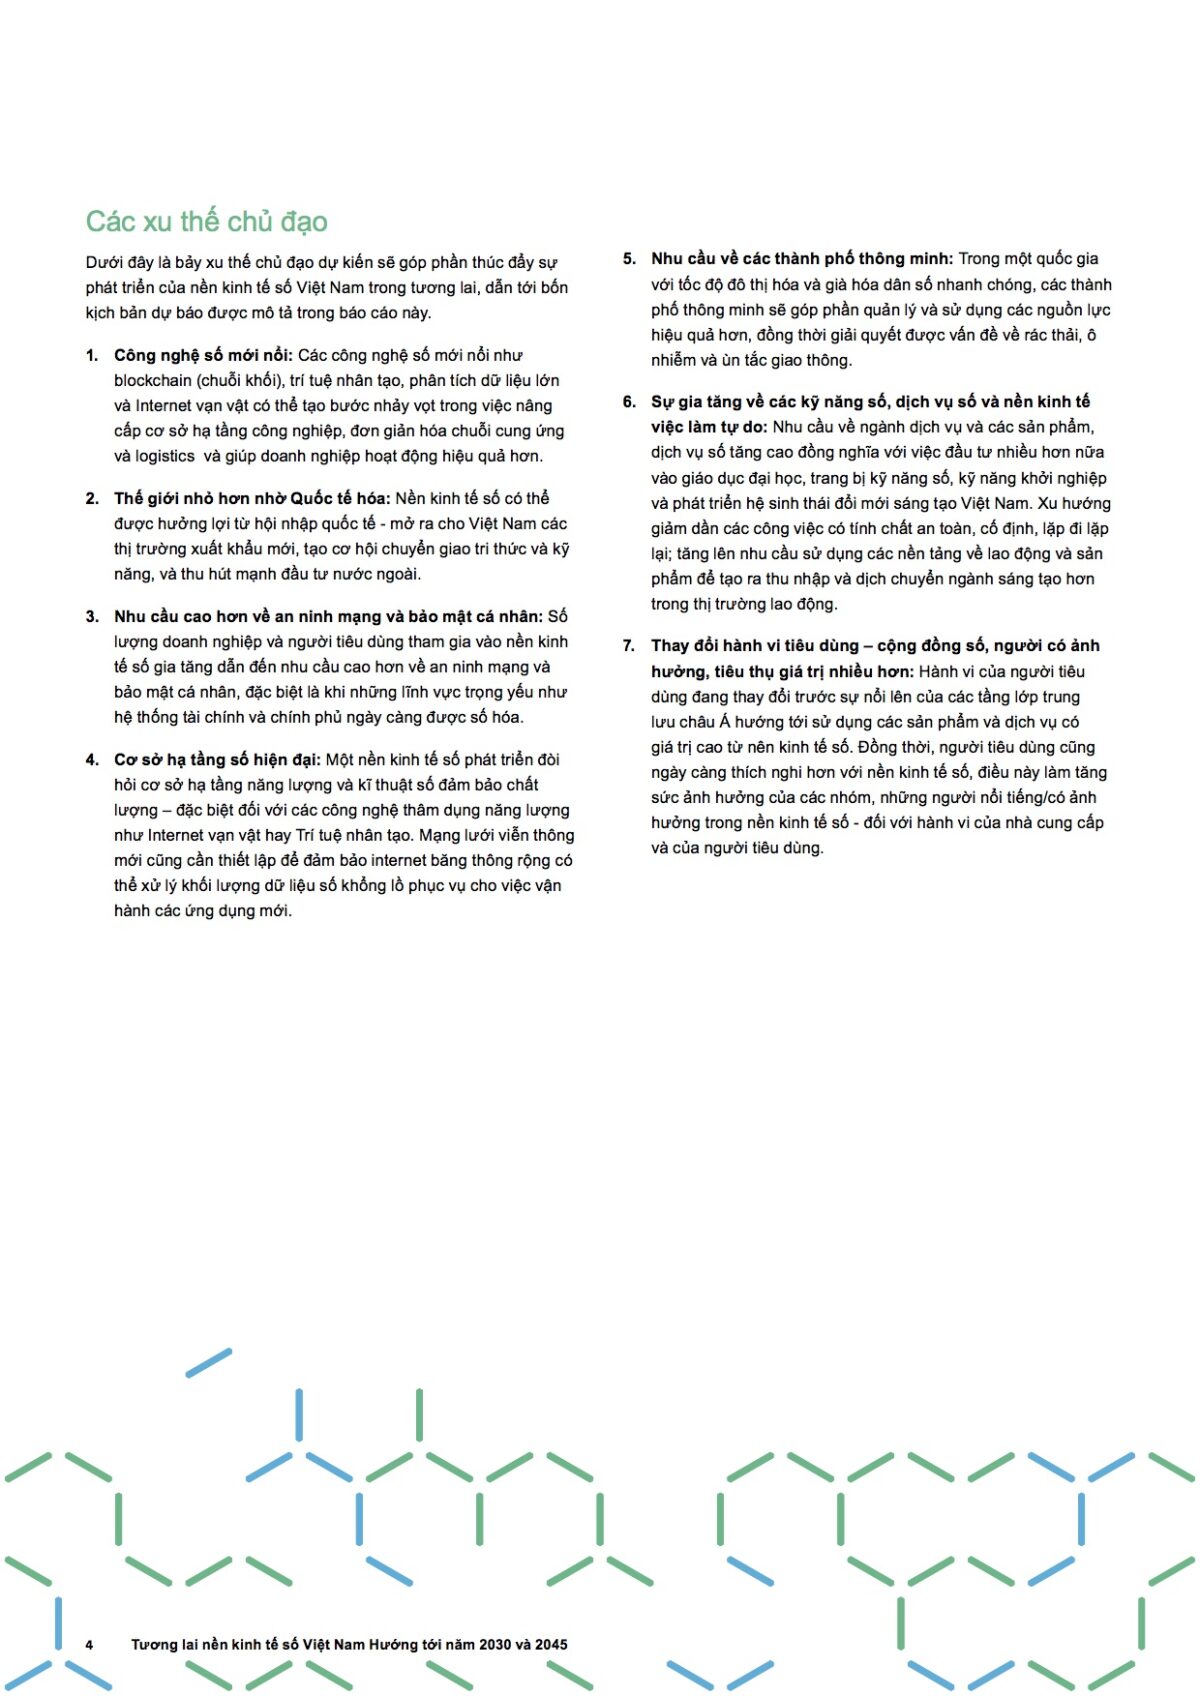 Các xu thế chủ đạo
Dưới đây là bảy xu thế chủ đạo dự kiến sẽ góp phần thúc đẩy sự
phát triển của nền kinh tế số Việt Nam trong tương lai, dẫn tới bốn
kịch bản dự báo được mô tả trong báo cáo này.
1. Công nghệ số mới nổi: Các công nghệ số mới nổi như
blockchain (chuỗi khối), trí tuệ nhân tạo, phân tích dữ liệu lớn
và Internet vạn vật có thể tạo bước nhảy vọt trong việc nâng
cấp cơ sở hạ tầng công nghiệp, đơn giản hóa chuỗi cung ứng
và logistics và giúp doanh nghiệp hoạt động hiệu quả hơn.
2. Thế giới nhỏ hơn nhờ Quốc tế hóa: Nền kinh tế số có thể
được hưởng lợi từ hội nhập quốc tế - mở ra cho Việt Nam các
thị trường xuất khẩu mới, tạo cơ hội chuyển giao tri thức và kỹ
năng, và thu hút mạnh đầu tư nước ngoài.
3. Nhu cầu cao hơn về an ninh mạng và bảo mật cá nhân: Số
lượng doanh nghiệp và người tiêu dùng tham gia vào nền kinh
tế số gia tăng dẫn đến nhu cầu cao hơn về an ninh mạng và
bảo mật cá nhân, đặc biệt là khi những lĩnh vực trọng yếu như
hệ thống tài chính và chính phủ ngày càng được số hóa.
4. Cơ sở hạ tầng số hiện đại: Một nền kinh tế số phát triển đòi
hỏi cơ sở hạ tầng năng lượng và kĩ thuật số đảm bảo chất
lượng – đặc biệt đối với các công nghệ thâm dụng năng lượng
như Internet vạn vật hay Trí tuệ nhân tạo. Mạng lưới viễn thông
mới cũng cần thiết lập để đảm bảo internet băng thông rộng có
thể xử lý khối lượng dữ liệu số khổng lồ phục vụ cho việc vận
hành các ứng dụng mới.
5. Nhu cầu về các thành phố thông minh: Trong một quốc gia
với tốc độ đô thị hóa và già hóa dân số nhanh chóng, các thành
phố thông minh sẽ góp phần quản lý và sử dụng các nguồn lực
hiệu quả hơn, đồng thời giải quyết được vấn đề về rác thải, ô
nhiễm và ùn tắc giao thông.
6. Sự gia tăng về các kỹ năng số, dịch vụ số và nền kinh tế
việc làm tự do: Nhu cầu về ngành dịch vụ và các sản phẩm,
dịch vụ số tăng cao đồng nghĩa với việc đầu tư nhiều hơn nữa
vào giáo dục đại học, trang bị kỹ năng số, kỹ năng khởi nghiệp
và phát triển hệ sinh thái đổi mới sáng tạo Việt Nam. Xu hướng
giảm dần các công việc có tính chất an toàn, cố định, lặp đi lặp
lại; tăng lên nhu cầu sử dụng các nền tảng về lao động và sản
phẩm để tạo ra thu nhập và dịch chuyển ngành sáng tạo hơn
trong thị trường lao động.
7. Thay đổi hành vi tiêu dùng – cộng đồng số, người có ảnh
hưởng, tiêu thụ giá trị nhiều hơn: Hành vi của người tiêu
dùng đang thay đổi trước sự nổi lên của các tầng lớp trung
lưu châu Á hướng tới sử dụng các sản phẩm và dịch vụ có
giá trị cao từ nên kinh tế số. Đồng thời, người tiêu dùng cũng
ngày càng thích nghi hơn với nền kinh tế số, điều này làm tăng
sức ảnh hưởng của các nhóm, những người nổi tiếng/có ảnh
hưởng trong nền kinh tế số - đối với hành vi của nhà cung cấp
và của người tiêu dùng.
4 Tương lai nền kinh tế số Việt Nam Hướng tới năm 2030 và 2045